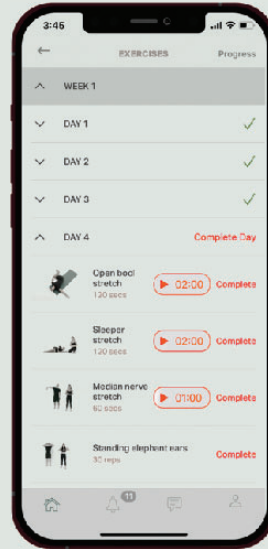 3:45
EXERCISES
Progress
WEEK 1
DAY 1
DAY 2
DAY 3
DAY 4
Complete Day
Open bool
stretch
120 secs
02:00
Complete
Sleeper
stretch
120 secs
02:00
Complete
Median nerve
stretch
60 secs
01:00
Complete
Standing elephant ears
30 reps
Complete
11